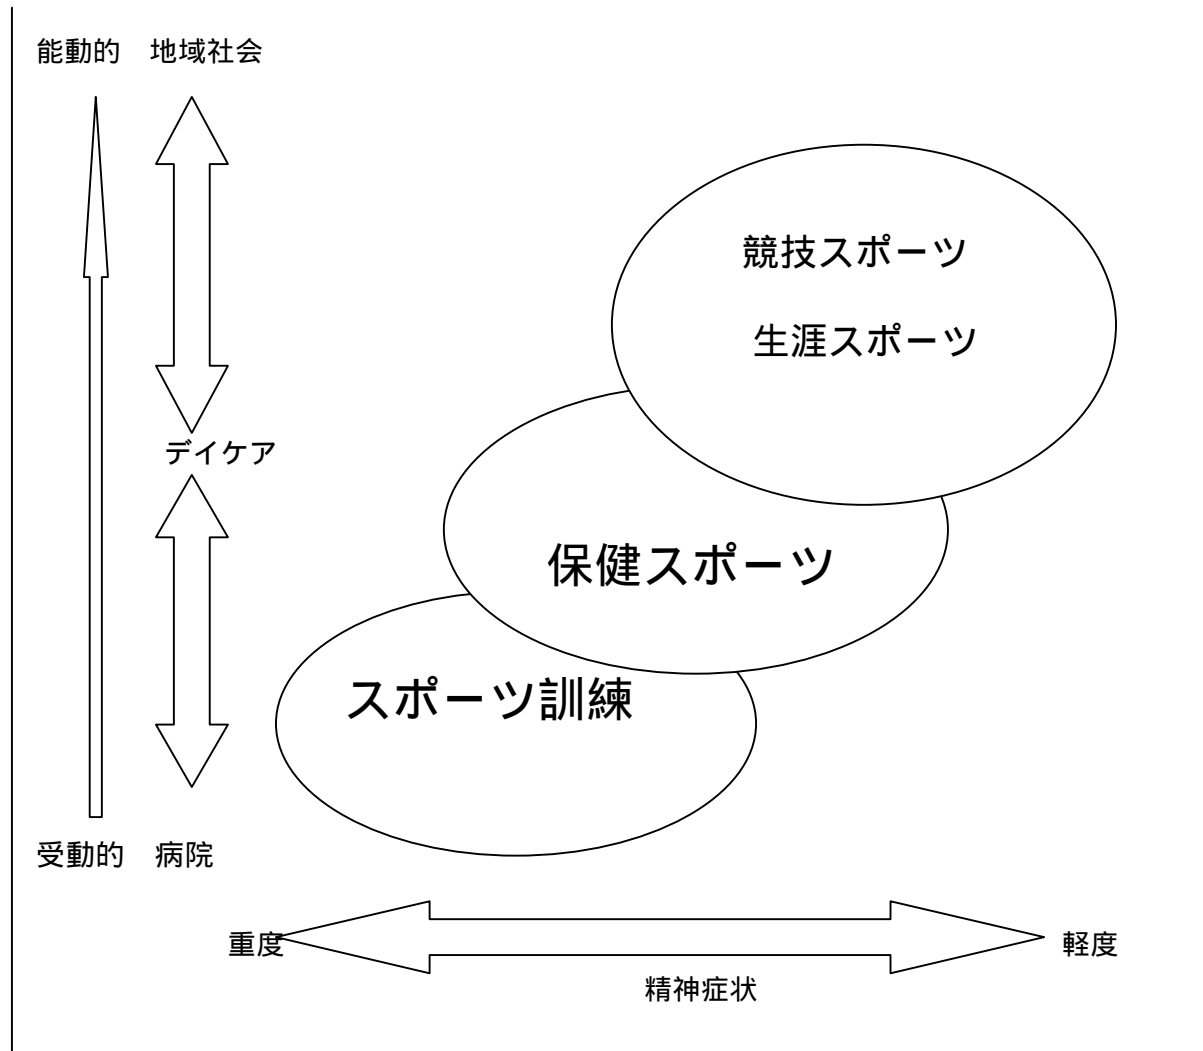 能動的 地域社会
競技スポーツ
生涯スポーツ
デイケア
保健スポーツ
スポーツ訓練
受動的 病院
重度
軽度
精神症状